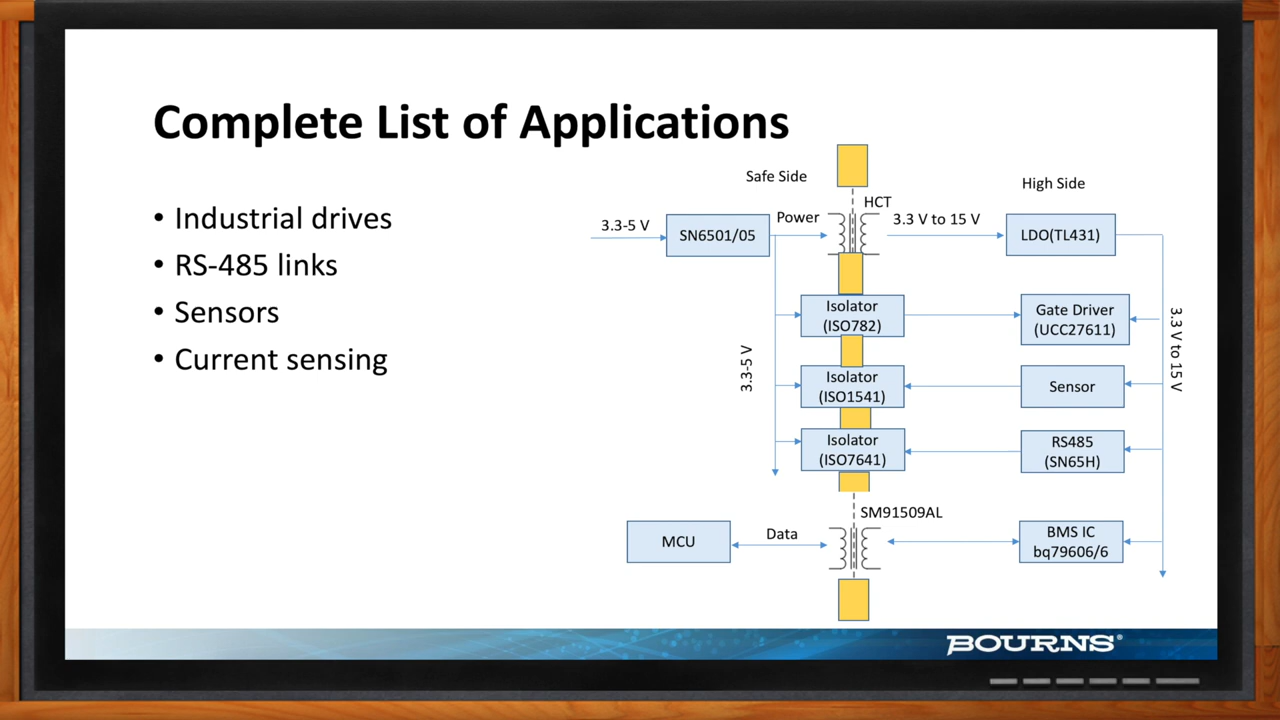 Complete List of Applications
• Industrial drives
• RS-485 links
• Sensors
• Current sensing
Safe Side
High Side
HCT
3.3-5 V
SN6501/05
Power
3.3 V to 15 V
LDO(TL431)
Isolator
(ISO782)
Gate Driver
(UCC27611)
3.3-5 V
3.3 V to 15 V
Isolator
(ISO1541)
Sensor
Isolator
(ISO7641)
RS485
(SN65H)
SM91509AL
MCU
Data
BMS IC
bq79606/6
BOURNS®